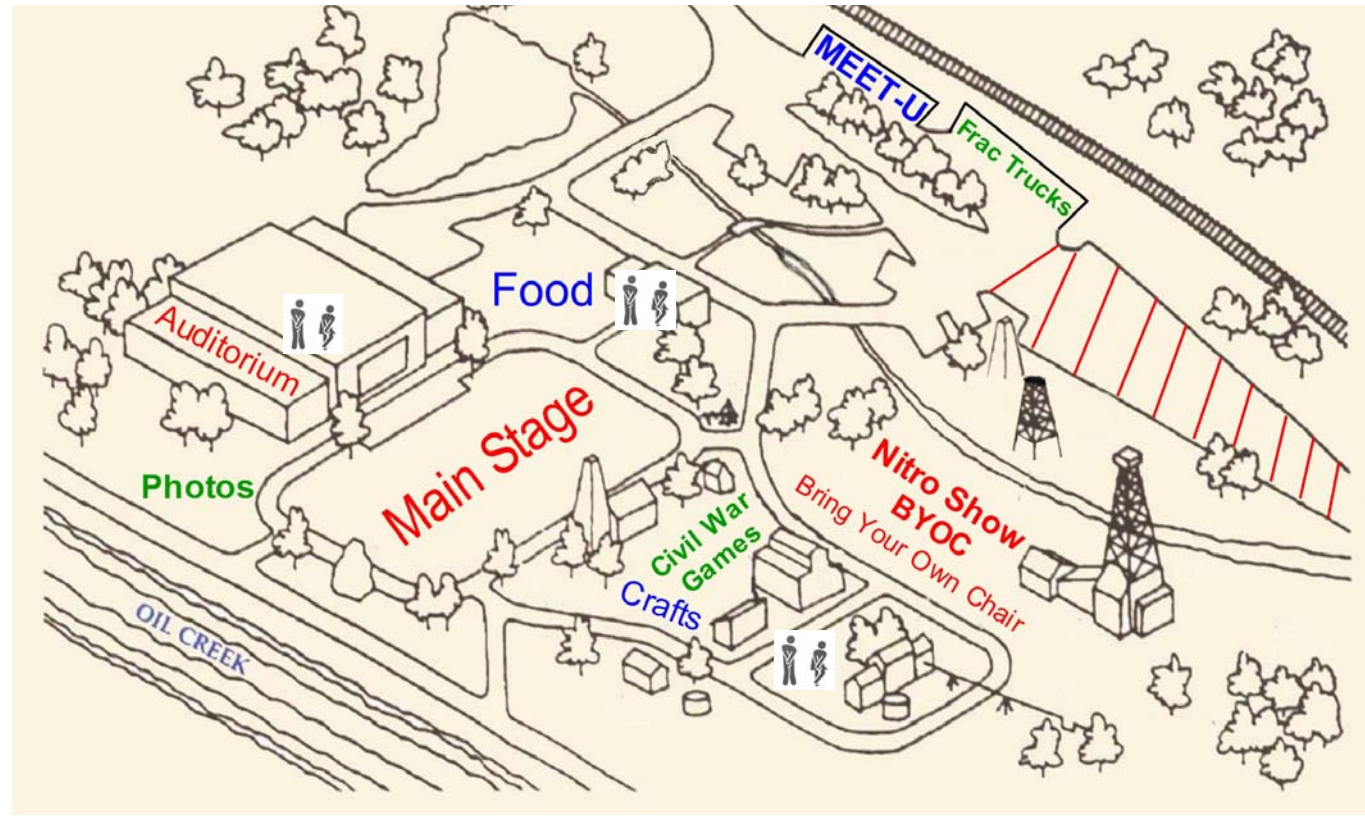 MEET-U
Frac Trucks
Food
Auditorium
Main Stage
Photos
Nitro Show
BYOC
Bring Your Own Chair
Civil War
Games
Crafts
OIL CREEK